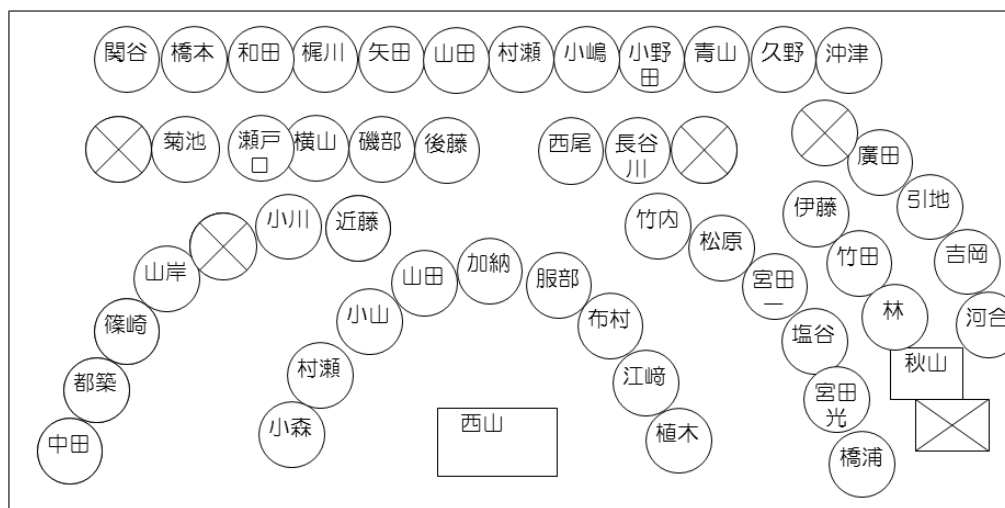 関谷 橋本 和田 梶川 矢田 山田 村瀬 小嶋 小野田 青山 久野 沖津
菊池 瀬戸口 横山 磯部 後藤 西尾 長谷川 廣田
小川 近藤 竹内 松原 伊藤 引地
山岸 山田 加納 服部 宮田一 竹田 吉岡
篠崎 小山 布村 塩谷 林 河合
都築 村瀬 江﨑 宮田光 秋山
中田 小森 西山 植木 橋浦